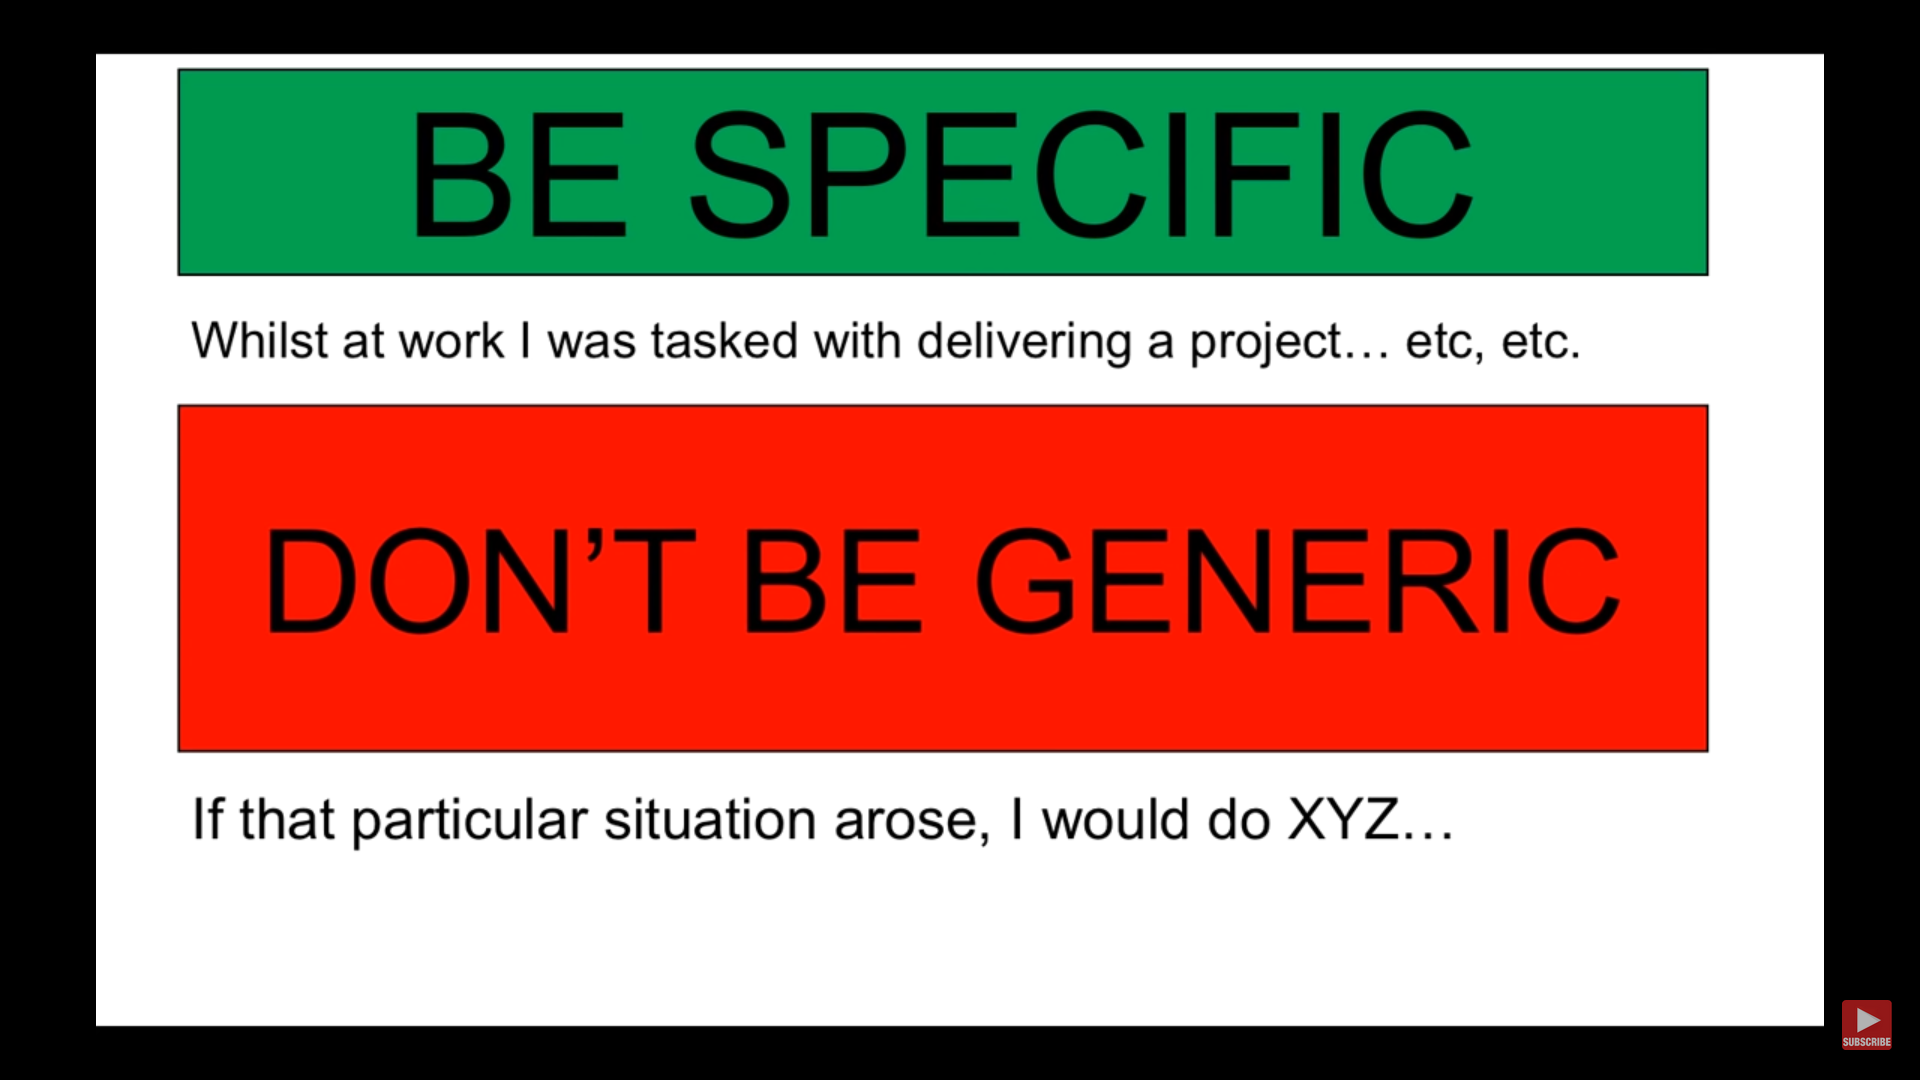 BE SPECIFIC
Whilst at work I was tasked with delivering a project… etc, etc.
DON’T BE GENERIC
If that particular situation arose, I would do XYZ…
SUBSCRIBE